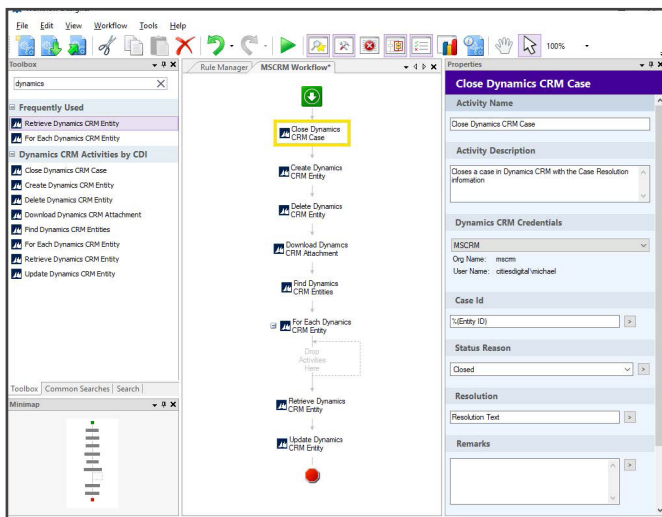 File Edit View Workflow Tools Help
100%
Toolbox
dynamics
Frequently Used
Retrieve Dynamics CRM Entity
For Each Dynamics CRM Entity
Dynamics CRM Activities by CDI
Close Dynamics CRM Case
Create Dynamics CRM Entity
Delete Dynamics CRM Entity
Download Dynamics CRM Attachment
Find Dynamics CRM Entities
For Each Dynamics CRM Entity
Retrieve Dynamics CRM Entity
Update Dynamics CRM Entity
Toolbox Common Searches Search
Minimap
Rule Manager MSCRM Workflow*
Close Dynamics
CRM Case
Create Dynamics
CRM Entity
Delete Dynamics
CRM Entity
Download Dynamcs
CRM Attachment
Find Dynamics
CRM Entities
For Each Dynamics
CRM Entity
Drop
Activities
Here
Retrieve Dynamics
CRM Entity
Update Dynamics
CRM Entity
Properties
Close Dynamics CRM Case
Activity Name
Close Dynamics CRM Case
Activity Description
Closes a case in Dynamics CRM with the Case Resolution
information
Dynamics CRM Credentials
MSCRM
Org Name: mscrm
User Name: citiesdigital\michael
Case Id
%(Entity ID)
Status Reason
Closed
Resolution
Resolution Text
Remarks